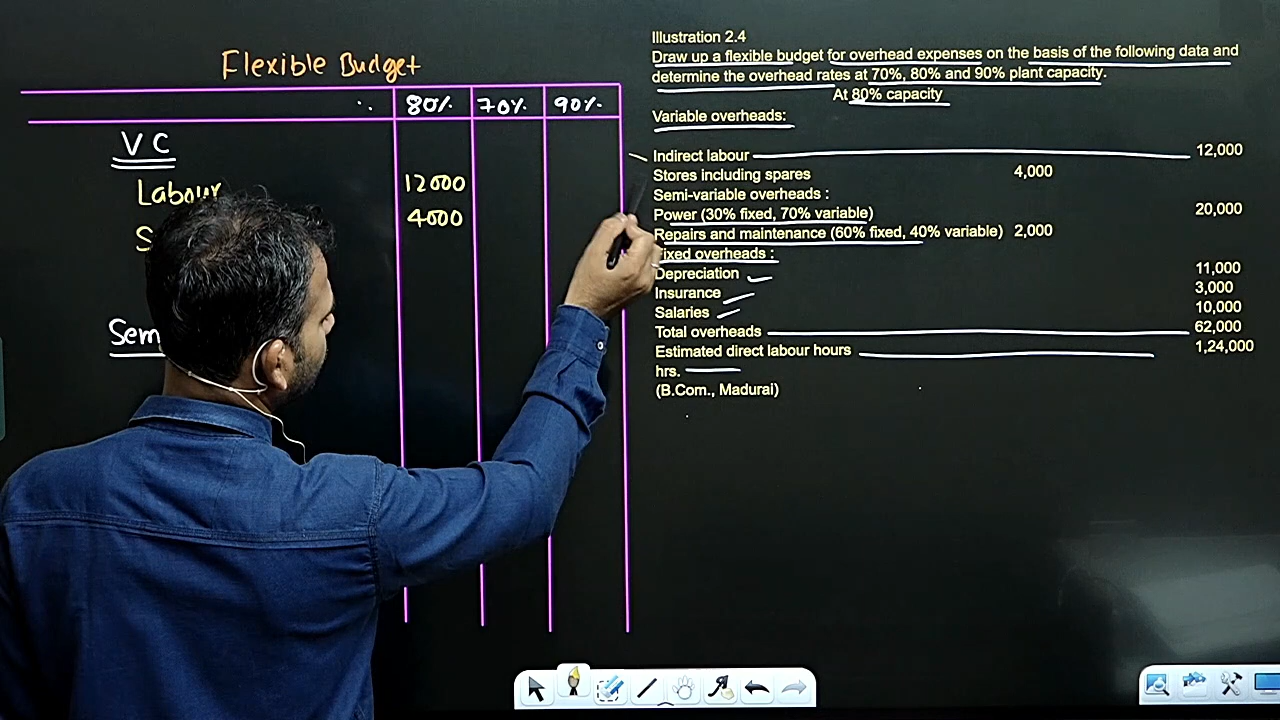 Flexible Budget
80% 70% 90%
V C
Labour 12000
4000
Illustration 2.4
Draw up a flexible budget for overhead expenses on the basis of the following data and
determine the overhead rates at 70%, 80% and 90% plant capacity.
At 80% capacity
Variable overheads:
Indirect labour 12,000
Stores including spares 4,000
Semi-variable overheads :
Power (30% fixed, 70% variable) 20,000
Repairs and maintenance (60% fixed, 40% variable) 2,000
ixed overheads :
Depreciation 11,000
Insurance 3,000
Salaries 10,000
Total overheads 62,000
Estimated direct labour hours 1,24,000
hrs.
(B.Com., Madurai)